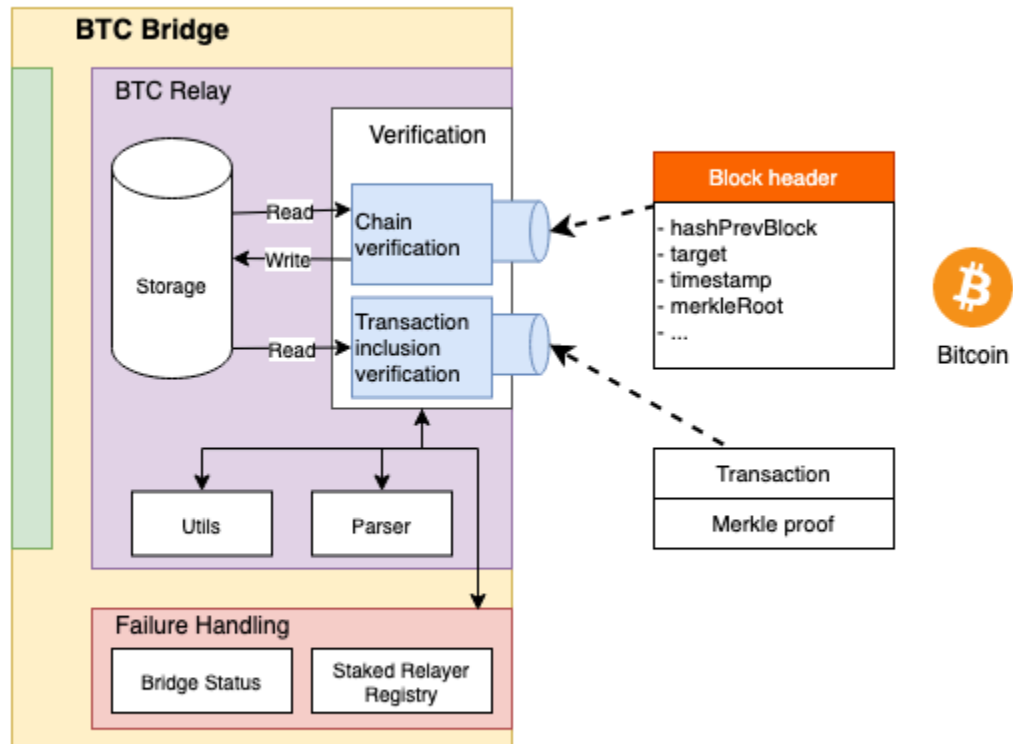 BTC Bridge
BTC Relay
Verification
Storage
Read
Write
Read
Chain
verification
Transaction
inclusion
verification
Utils
Parser
Failure Handling
Bridge Status
Staked Relayer
Registry
Block header
- hashPrevBlock
- target
- timestamp
- merkleRoot
- ...
Bitcoin
Transaction
Merkle proof